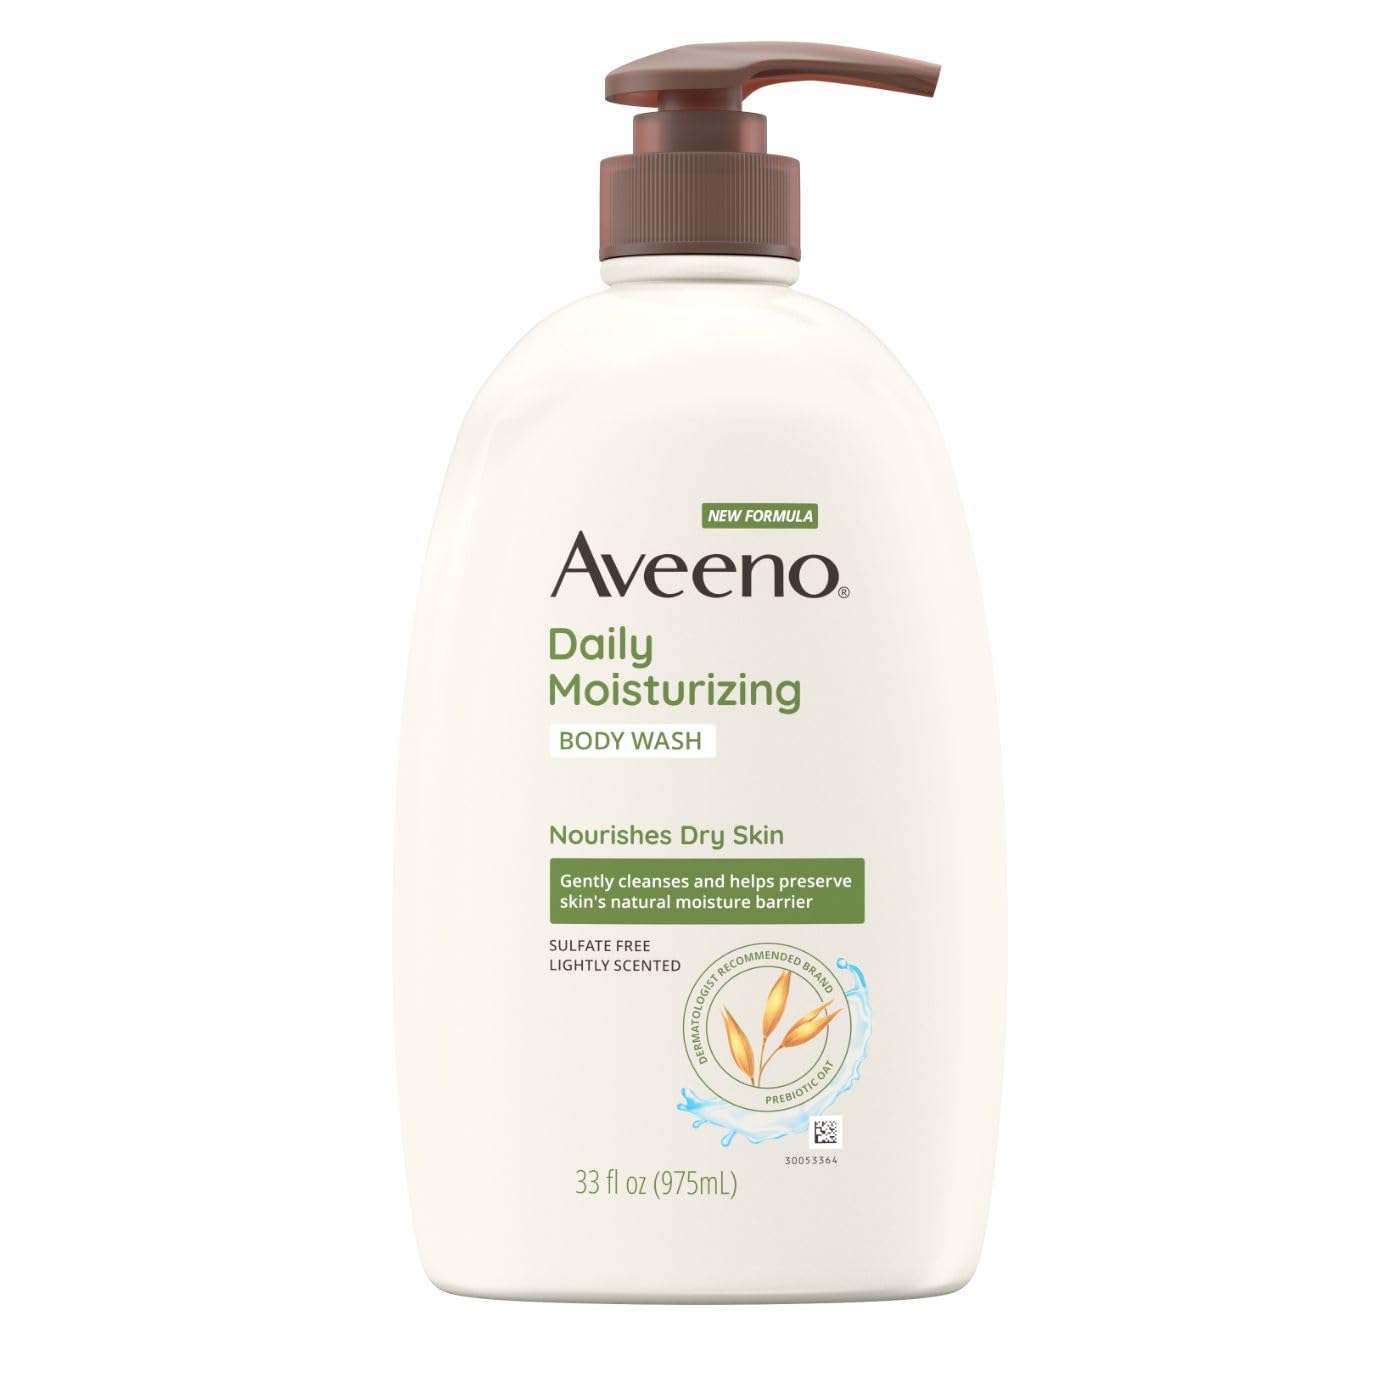 NEW FORMULA
Aveeno®
Daily
Moisturizing
BODY WASH
Nourishes Dry Skin
Gently cleanses and helps preserve
skin's natural moisture barrier
SULFATE FREE
LIGHTLY SCENTED
DERMATOLOGIST RECOMMENDED BRAND
PREBIOTIC OAT
30053364
33 fl oz (975mL)